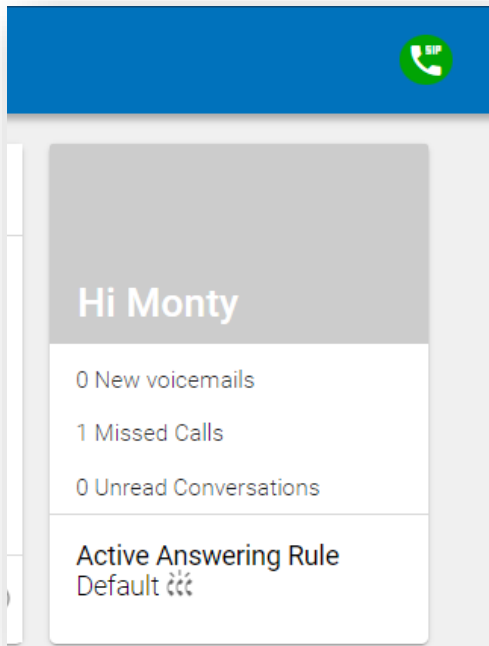 SIP
Hi Monty
0 New voicemails
1 Missed Calls
0 Unread Conversations
Active Answering Rule
Default